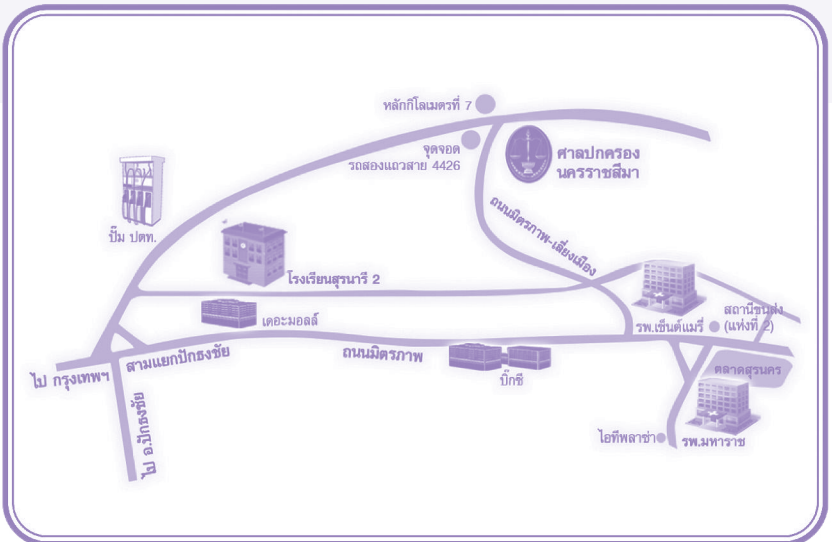 หลักกิโลเมตรที่ 7
จุดจอด
รถสองแถวสาย 4426
ศาลปกครอง
นครราชสีมา
ปั๊ม ปตท.
ถนนมิตรภาพ-เลี่ยงเมือง
โรงเรียนสุรนารี 2
เดอะมอลล์
รพ.เซ็นต์แมรี่
สถานีขนส่ง
(แห่งที่ 2)
ไป กรุงเทพฯ
สามแยกปักธงชัย
ถนนมิตรภาพ
บิ๊กซี
ตลาดสุรนคร
ไป อ.ปักธงชัย
ไอทีพลาซ่า
รพ.มหาราช